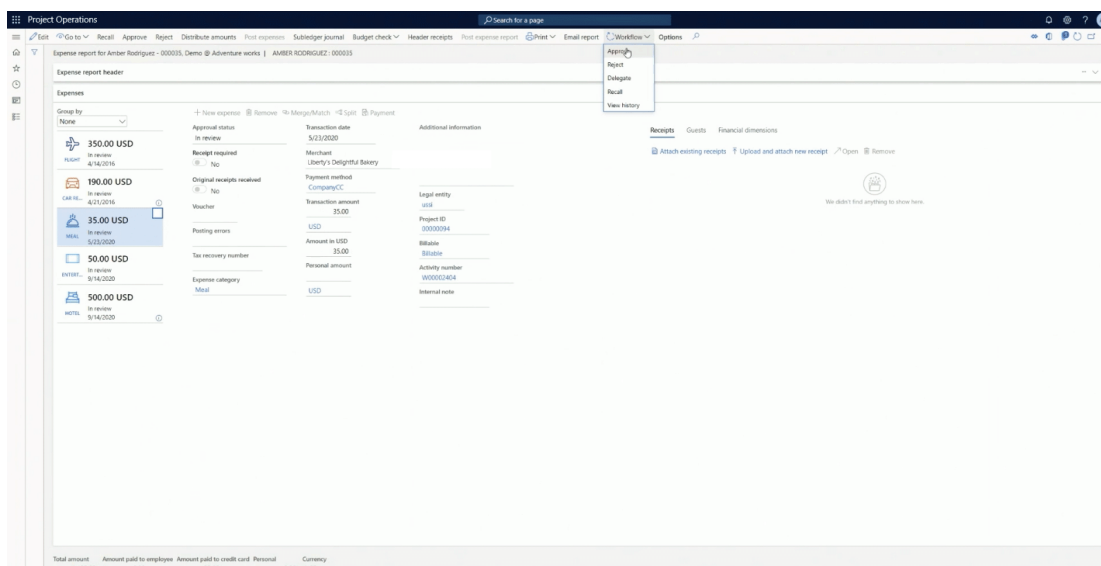 Project Operations
Search for a page
Edit Go to Recall Approve Reject Distribute amounts Post expenses Subledger journal Budget check Header receipts Post expense report Print Email report Workflow Options
Expense report for Amber Rodriguez - 000035, Demo @ Adventure works | AMBER RODRIGUEZ : 000035
Approve
Reject
Delegate
Recall
View history
Expense report header
Expenses
Group by
None
350.00 USD
FLIGHT
In review
4/14/2016
190.00 USD
CAR RE...
In review
4/21/2016
35.00 USD
MEAL
In review
5/23/2020
50.00 USD
ENTERT...
In review
9/14/2020
500.00 USD
HOTEL
In review
9/14/2020
New expense Remove Merge/Match Split Payment
Approval status
In review
Receipt required
No
Original receipts received
No
Voucher
Posting errors
Tax recovery number
Expense category
Meal
Transaction date
5/23/2020
Merchant
Liberty's Delightful Bakery
Payment method
CompanyCC
Transaction amount
35.00
USD
Amount in USD
35.00
Personal amount
USD
Additional information
Legal entity
ussi
Project ID
00000094
Billable
Billable
Activity number
W00002404
Internal note
Receipts Guests Financial dimensions
Attach existing receipts Upload and attach new receipt Open Remove
We didn't find anything to show here.
Total amount Amount paid to employee Amount paid to credit card Personal Currency